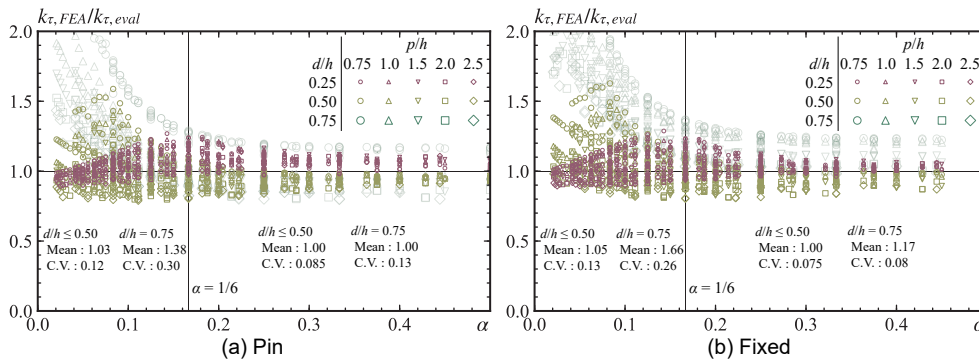 kτ, FEA/kτ, eval
2.0
1.5
1.0
0.5
0.0
0.0 0.1 0.2 0.3 0.4 α
p/h
d/h 0.75 1.0 1.5 2.0 2.5
0.25
0.50
0.75
d/h ≤ 0.50
Mean : 1.03
C.V. : 0.12
d/h = 0.75
Mean : 1.38
C.V. : 0.30
d/h ≤ 0.50
Mean : 1.00
C.V. : 0.085
d/h = 0.75
Mean : 1.00
C.V. : 0.13
α = 1/6
(a) Pin
kτ, FEA/kτ, eval
2.0
1.5
1.0
0.5
0.0
0.0 0.1 0.2 0.3 0.4 α
p/h
d/h 0.75 1.0 1.5 2.0 2.5
0.25
0.50
0.75
d/h ≤ 0.50
Mean : 1.05
C.V. : 0.13
d/h = 0.75
Mean : 1.66
C.V. : 0.26
d/h ≤ 0.50
Mean : 1.00
C.V. : 0.075
d/h = 0.75
Mean : 1.17
C.V. : 0.08
α = 1/6
(b) Fixed